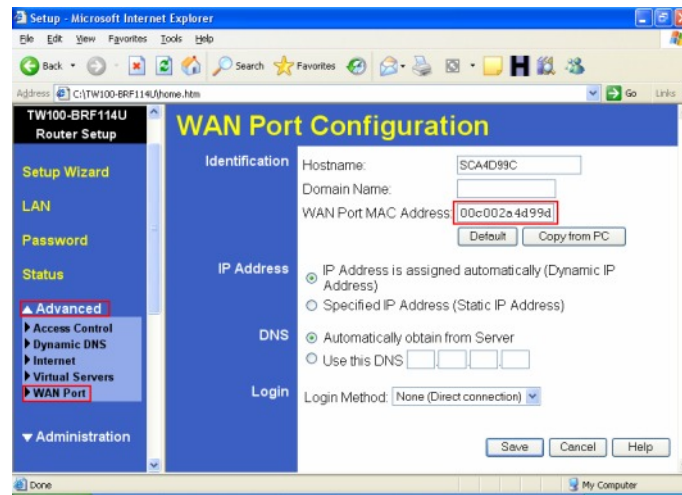 Setup - Microsoft Internet Explorer
File Edit View Favorites Tools Help
Back Search Favorites
Address C:\TW100-BRF114U\home.htm Go Links
TW100-BRF114U
Router Setup
Setup Wizard
LAN
Password
Status
Advanced
Access Control
Dynamic DNS
Internet
Virtual Servers
WAN Port
Administration
WAN Port Configuration
Identification
Hostname: SCA4D99C
Domain Name:
WAN Port MAC Address: 00c002a4d99d
Default Copy from PC
IP Address
IP Address is assigned automatically (Dynamic IP
Address)
Specified IP Address (Static IP Address)
DNS
Automatically obtain from Server
Use this DNS . . .
Login
Login Method: None (Direct connection)
Save Cancel Help
Done My Computer